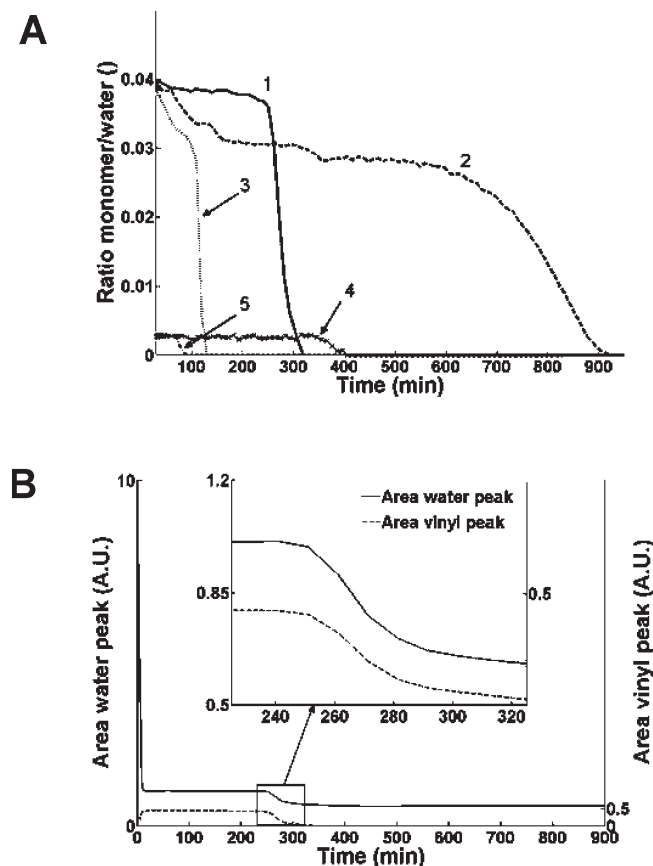 A
Ratio monomer/water ()
0.04
0.03
0.02
0.01
0
1
2
3
4
5
100 200 300 400 500 600 700 800 900
Time (min)
B
Area water peak (A.U.)
10
0
1.2
0.85
0.5
0.5
Area water peak
Area vinyl peak
240 260 280 300 320
0.5
0
Area vinyl peak (A.U.)
0 100 200 300 400 500 600 700 800 900
Time (min)